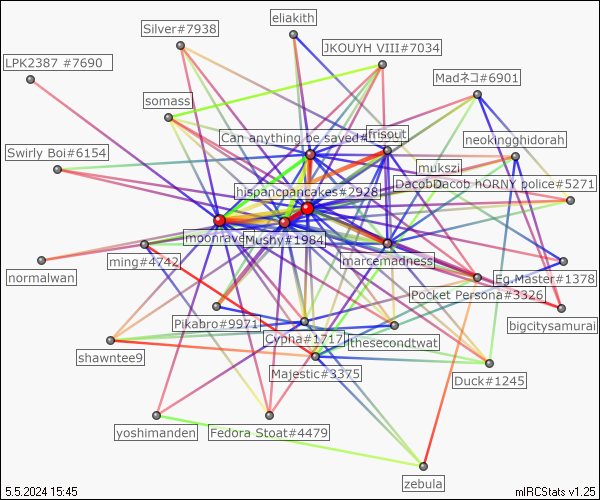 eliakith
Silver#7938
JKOUYH VIII#7034
LPK2387 #7690
Madネコ#6901
somass
Can anything be saved#
frisout
neokingghidorah
Swirly Boi#6154
mukszi
DacobDacob hORNY police#5271
hispancpancakes#2928
moonrave
Mushy#1984
marcemadness
ming#4742
normalwan
Eg Master#1378
Pocket Persona#3326
bigcitysamurai
Pikabro#9971
Cypha#1717
thesecondtwat
shawntee9
Majestic#3375
Duck#1245
yoshimanden
Fedora Stoat#4479
zebula
5.5.2024 15:45
mIRCStats v1.25